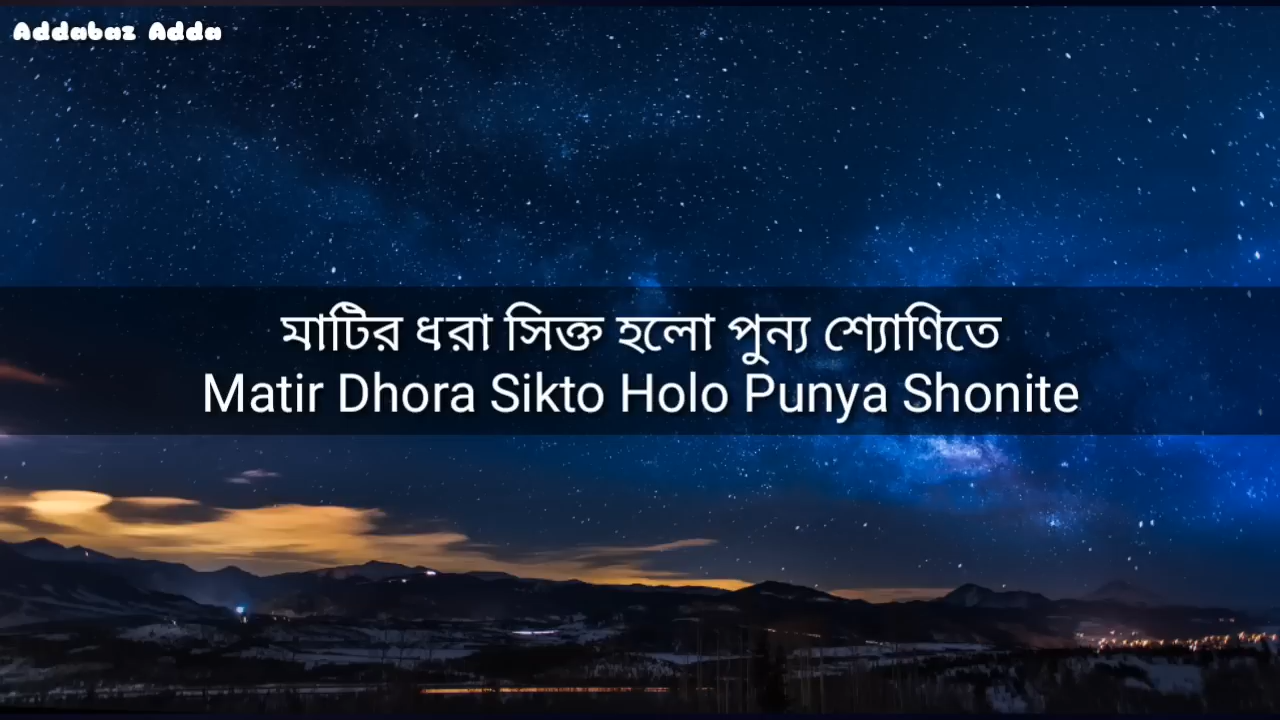 Addabaz Adda
মাটির ধরা সিক্ত হলো পুন্য শ্যোণিতে
Matir Dhora Sikto Holo Punya Shonite